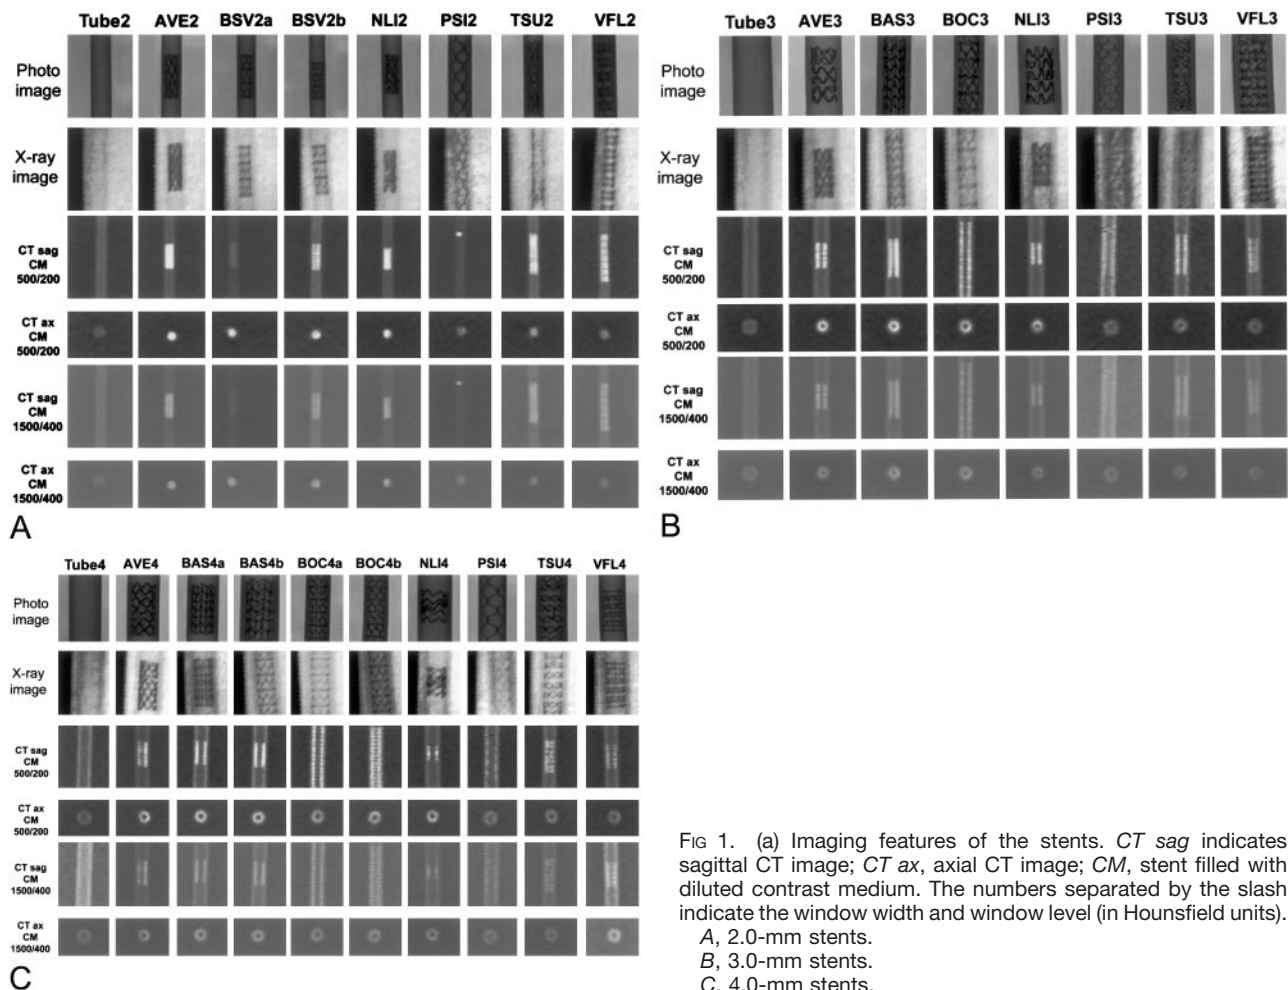 Tube2 AVE2 BSV2a BSV2b NLI2 PSI2 TSU2 VFL2
Photo
image
X-ray
image
CT sag
CM
500/200
CT ax
CM
500/200
CT sag
CM
1500/400
CT ax
CM
1500/400
A
Tube3 AVE3 BAS3 BOC3 NLI3 PSI3 TSU3 VFL3
Photo
image
X-ray
image
CT sag
CM
500/200
CT ax
CM
500/200
CT sag
CM
1500/400
CT ax
CM
1500/400
B
Tube4 AVE4 BAS4a BAS4b BOC4a BOC4b NLI4 PSI4 TSU4 VFL4
Photo
image
X-ray
image
CT sag
CM
500/200
CT ax
CM
500/200
CT sag
CM
1500/400
CT ax
CM
1500/400
C
FIG 1. (a) Imaging features of the stents. CT sag indicates
sagittal CT image; CT ax, axial CT image; CM, stent filled with
diluted contrast medium. The numbers separated by the slash
indicate the window width and window level (in Hounsfield units).
A, 2.0-mm stents.
B, 3.0-mm stents.
C, 4.0-mm stents.